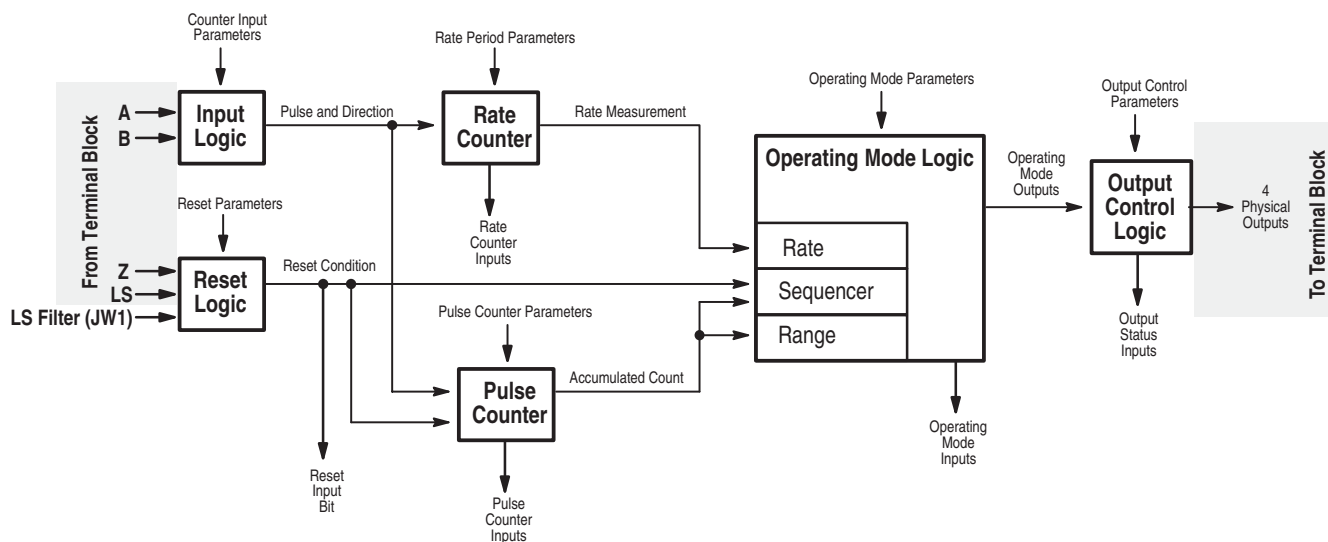 Counter Input
Parameters
Rate Period Parameters
Operating Mode Parameters
Output Control
Parameters
From Terminal Block
A
B
Input
Logic
Pulse and Direction
Rate
Counter
Rate Measurement
Operating Mode Logic
Operating
Mode
Outputs
Output
Control
Logic
4
Physical
Outputs
To Terminal Block
Reset Parameters
Rate
Counter
Inputs
Rate
Sequencer
Range
Z
LS
LS Filter (JW1)
Reset
Logic
Reset Condition
Pulse Counter Parameters
Output
Status
Inputs
Pulse
Counter
Accumulated Count
Operating
Mode
Inputs
Reset
Input
Bit
Pulse
Counter
Inputs